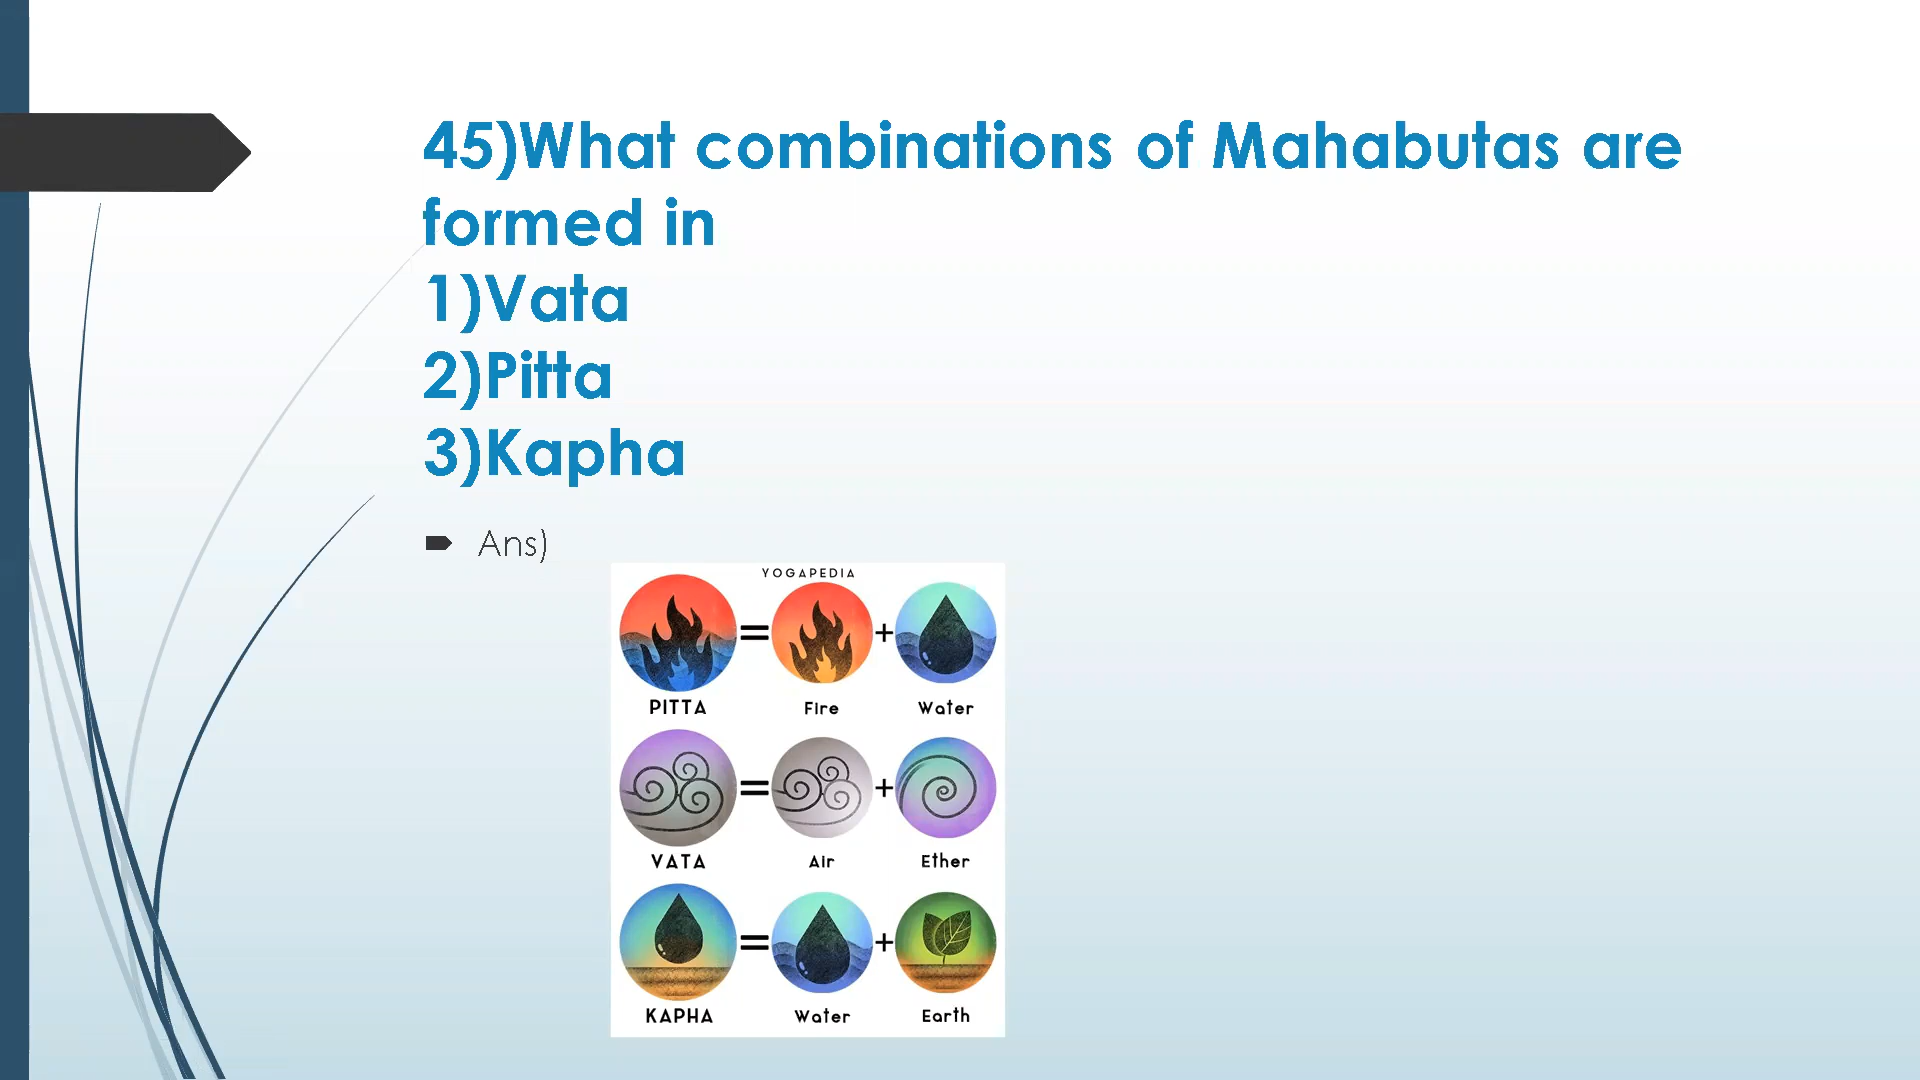 45)What combinations of Mahabutas are
formed in
1)Vata
2)Pitta
3)Kapha
Ans)
YOGAPEDIA
= +
PITTA Fire Water
= +
VATA Air Ether
= +
KAPHA Water Earth